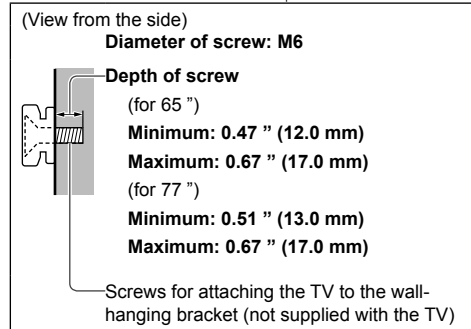 (View from the side)
Diameter of screw: M6
Depth of screw
(for 65 ”)
Minimum: 0.47 ” (12.0 mm)
Maximum: 0.67 ” (17.0 mm)
(for 77 ”)
Minimum: 0.51 ” (13.0 mm)
Maximum: 0.67 ” (17.0 mm)
Screws for attaching the TV to the wall-
hanging bracket (not supplied with the TV)